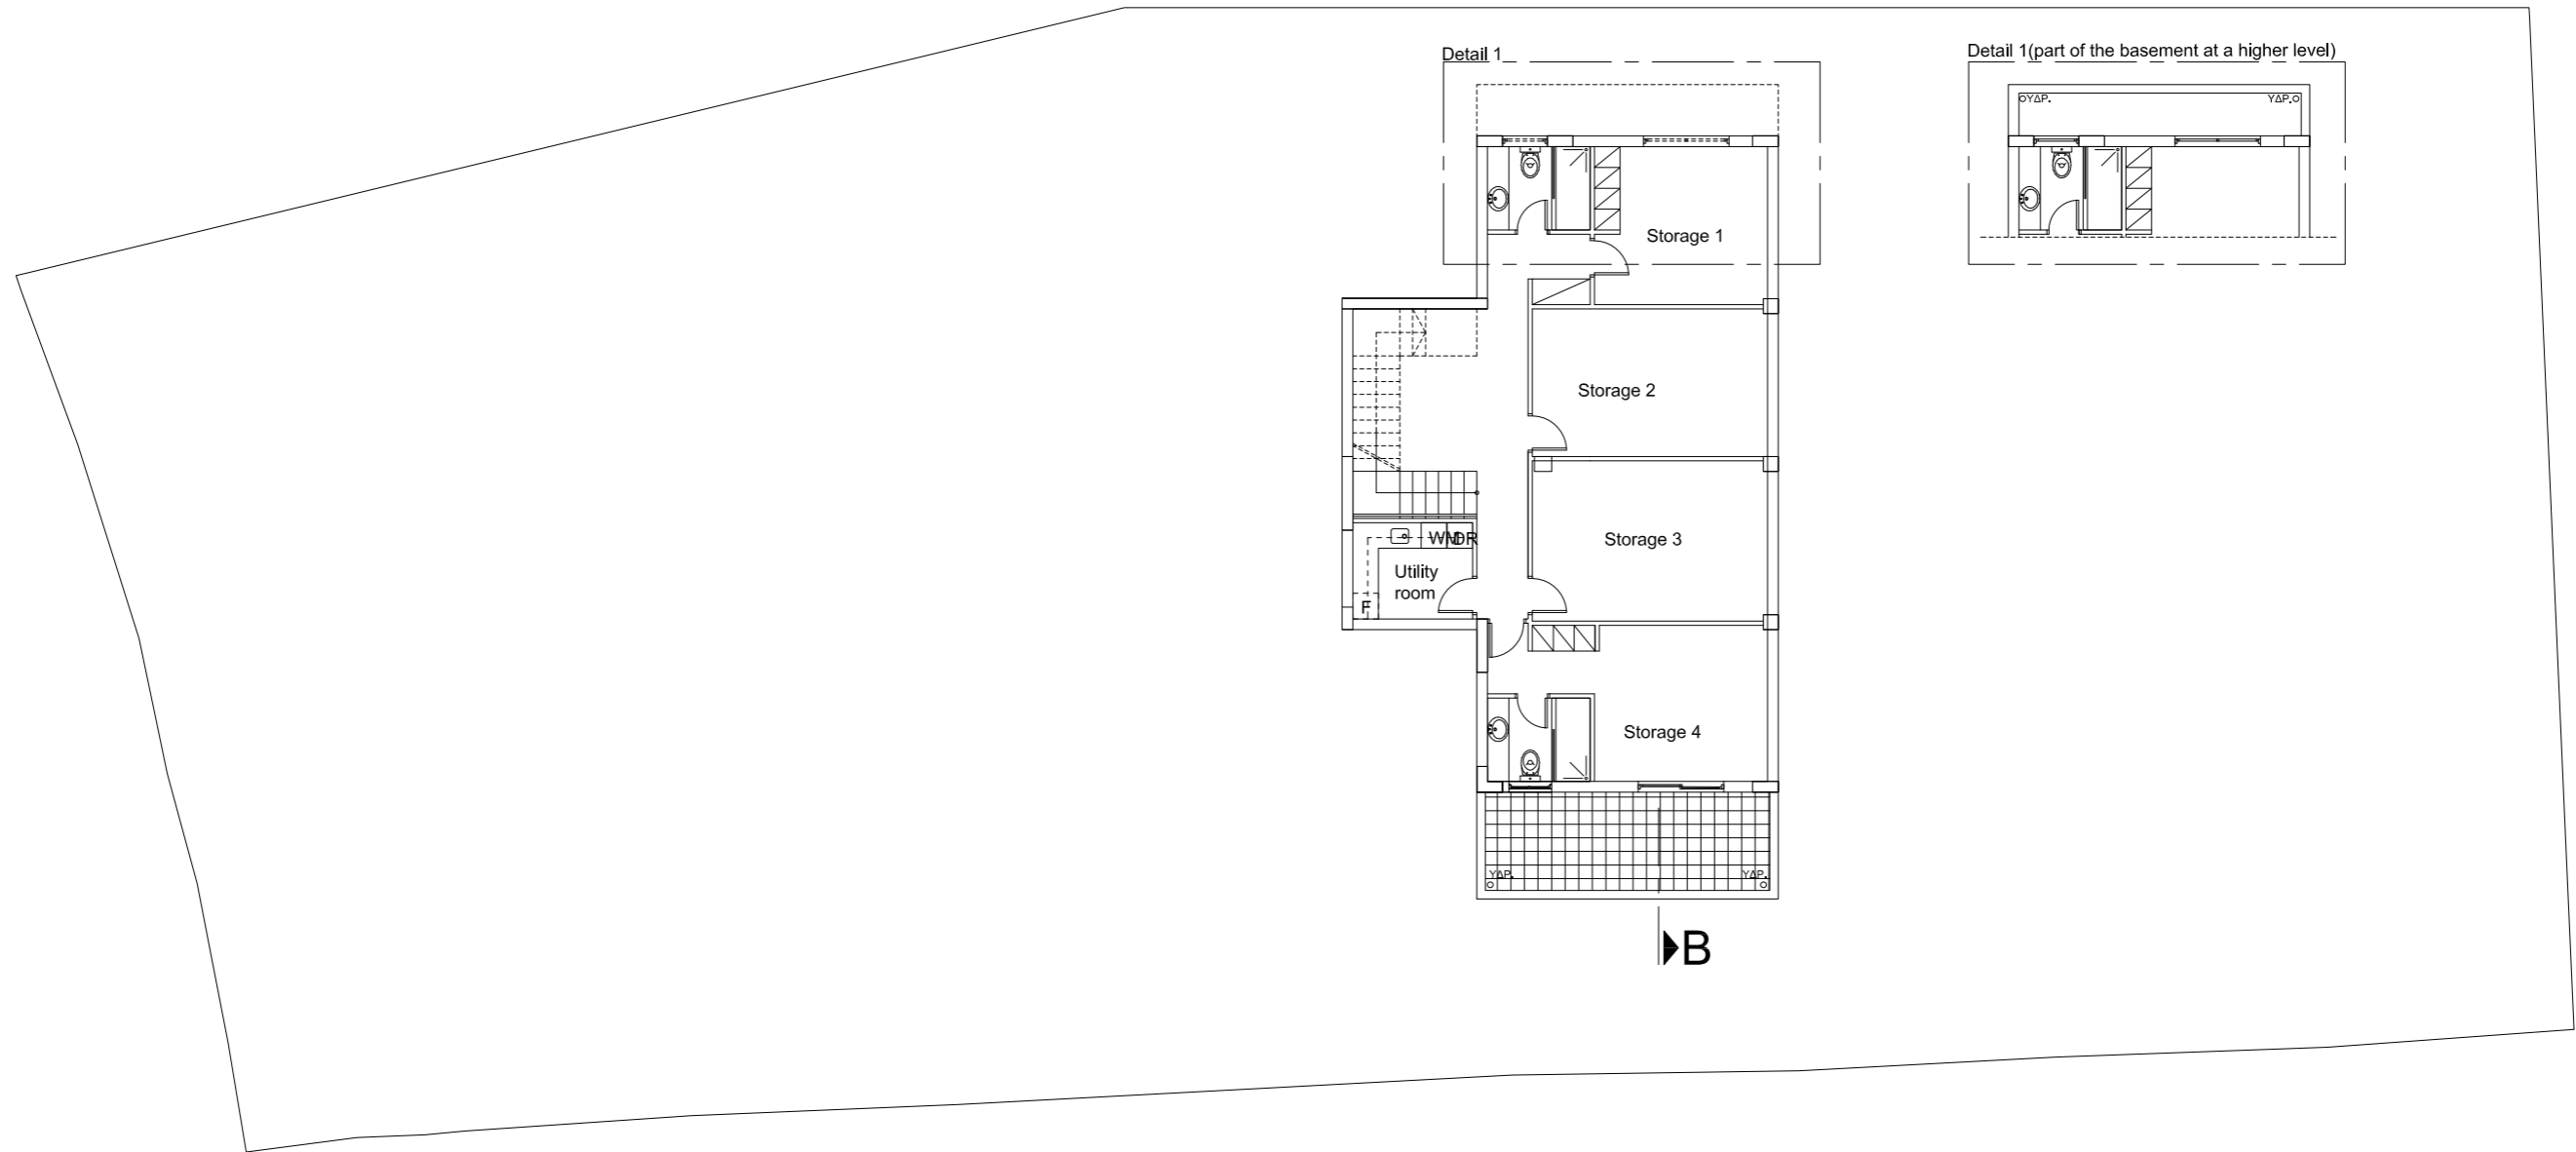 Detail 1
Detail 1(part of the basement at a higher level)
ΥΔΡ.
ΥΔΡ.
Storage 1
Storage 2
WM
DR
Storage 3
Utility
room
F
Storage 4
ΥΔΡ.
ΥΔΡ.
B